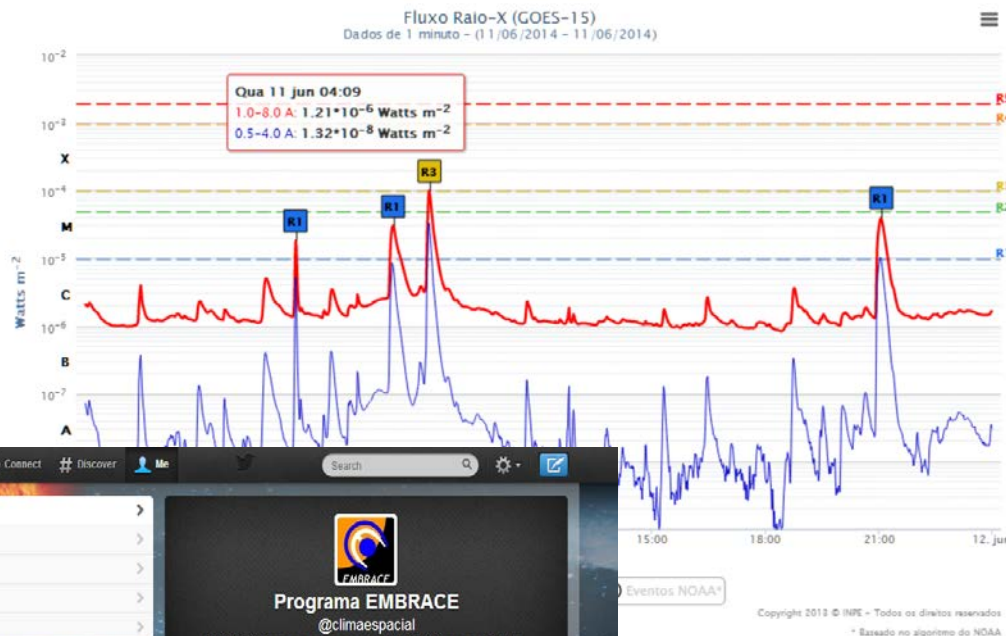 Fluxo Raio-X (GOES-15)
Dados de 1 minuto - (11/06/2014 - 11/06/2014)
10⁻²
Qua 11 jun 04:09
1.0-8.0 A: 1.21*10⁻⁶ Watts m⁻²
0.5-4.0 A: 1.32*10⁻⁸ Watts m⁻²
10⁻³
X
R3
10⁻⁴
R1
R1
R1
M
10⁻⁵
Watts m⁻²
C
10⁻⁶
B
10⁻⁷
A
Connect # Discover Me
Search
EMBRACE
Programa EMBRACE
@climaespacial
15:00 18:00 21:00 12. ju
Eventos NOAA*
Copyright 2013 © INPE - Todos os direitos reservados
* Baseado no algoritmo do NOAA